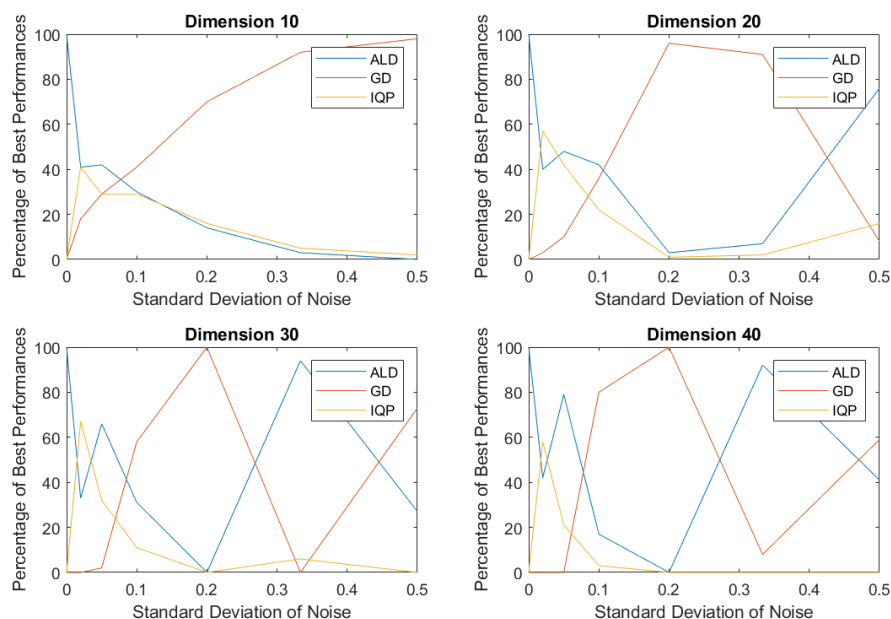 Dimension 10
100
80
60
40
20
0
Percentage of Best Performances
ALD
GD
IQP
0 0.1 0.2 0.3 0.4 0.5
Standard Deviation of Noise
Dimension 20
100
80
60
40
20
0
Percentage of Best Performances
ALD
GD
IQP
0 0.1 0.2 0.3 0.4 0.5
Standard Deviation of Noise
Dimension 30
100
80
60
40
20
0
Percentage of Best Performances
ALD
GD
IQP
0 0.1 0.2 0.3 0.4 0.5
Standard Deviation of Noise
Dimension 40
100
80
60
40
20
0
Percentage of Best Performances
ALD
GD
IQP
0 0.1 0.2 0.3 0.4 0.5
Standard Deviation of Noise